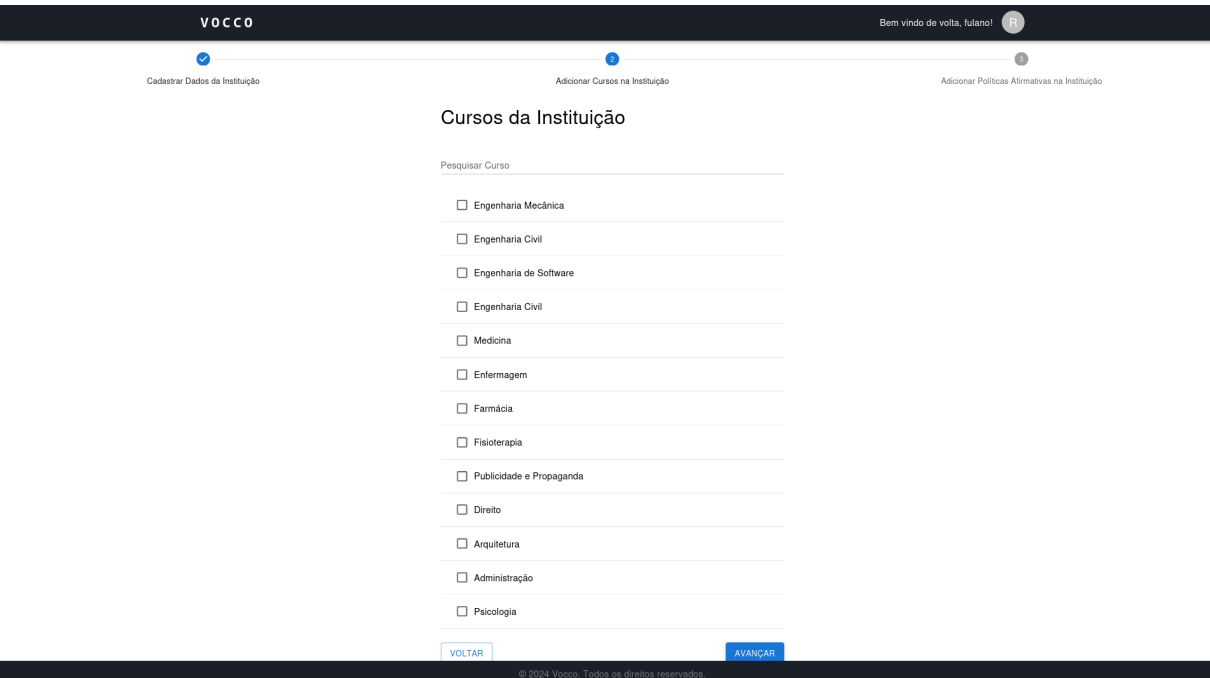 VOCCO
Bem vindo de volta, fulano! R
2 3
Cadastrar Dados da Instituição Adicionar Cursos na Instituição Adicionar Políticas Afirmativas na Instituição
Cursos da Instituição
Pesquisar Curso
Engenharia Mecânica
Engenharia Civil
Engenharia de Software
Engenharia Civil
Medicina
Enfermagem
Farmácia
Fisioterapia
Publicidade e Propaganda
Direito
Arquitetura
Administração
Psicologia
VOLTAR AVANÇAR
© 2024 Vocco. Todos os direitos reservados.